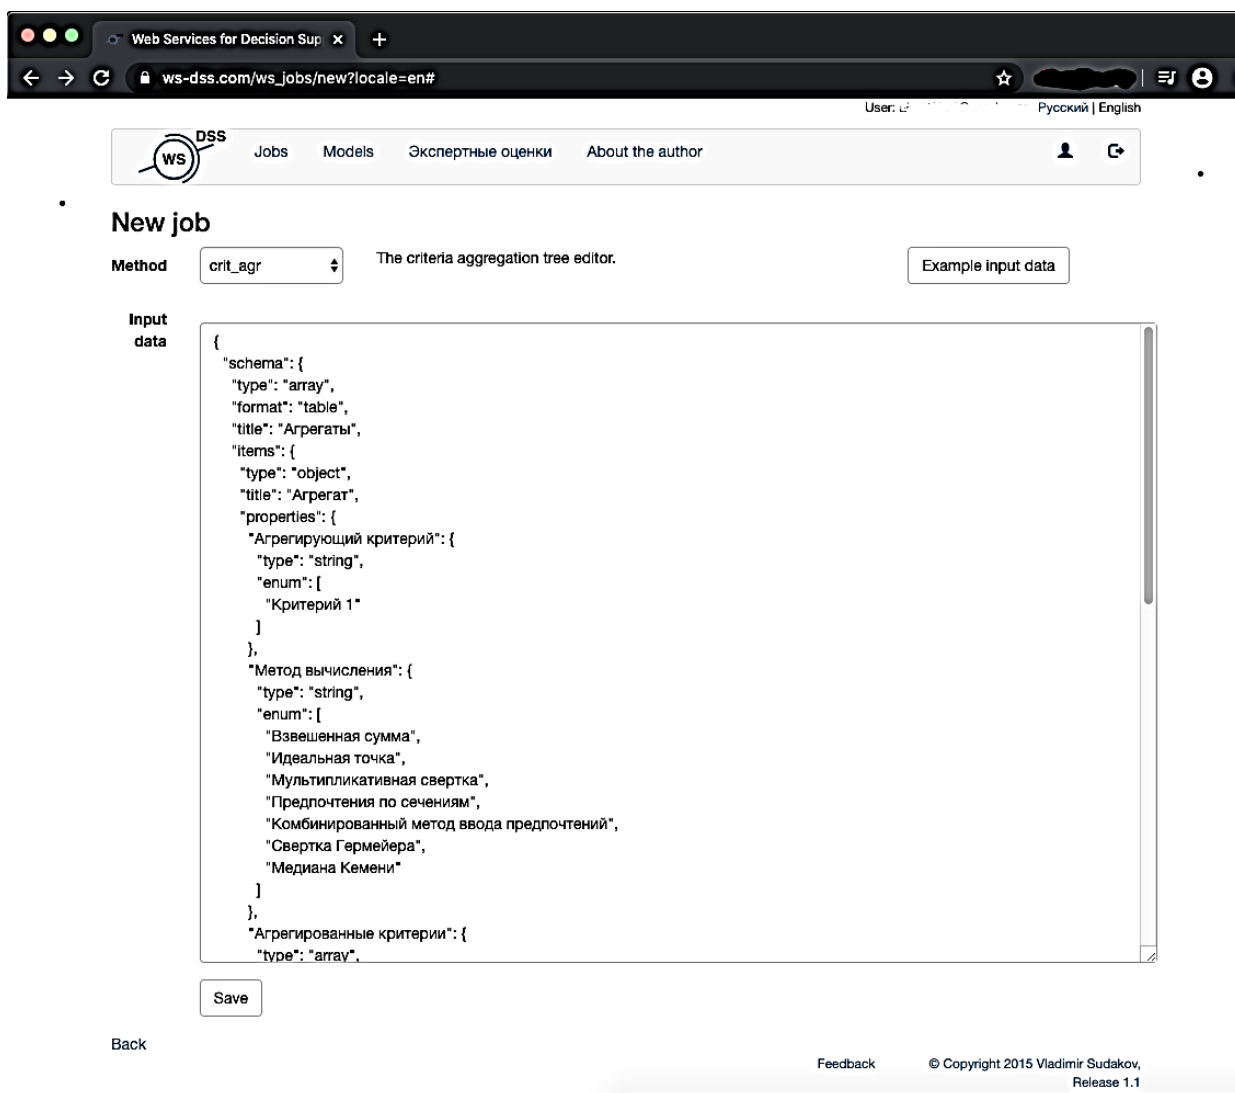 Web Services for Decision Sup
ws-dss.com/ws_jobs/new?locale=en#
User: Русский | English
WS DSS
Jobs Models Экспертные оценки About the author
New job
Method crit_agr The criteria aggregation tree editor. Example input data
Input data
{
"schema": {
"type": "array",
"format": "table",
"title": "Агрегаты",
"items": {
"type": "object",
"title": "Агрегат",
"properties": {
"Агрегирующий критерий": {
"type": "string",
"enum": [
"Критерий 1"
]
},
"Метод вычисления": {
"type": "string",
"enum": [
"Взвешенная сумма",
"Идеальная точка",
"Мультипликативная свертка",
"Предпочтения по сечениям",
"Комбинированный метод ввода предпочтений",
"Свертка Гермейера",
"Медиана Кемени"
]
},
"Агрегированные критерии": {
"type": "array",
Save
Back
Feedback © Copyright 2015 Vladimir Sudakov,
Release 1.1